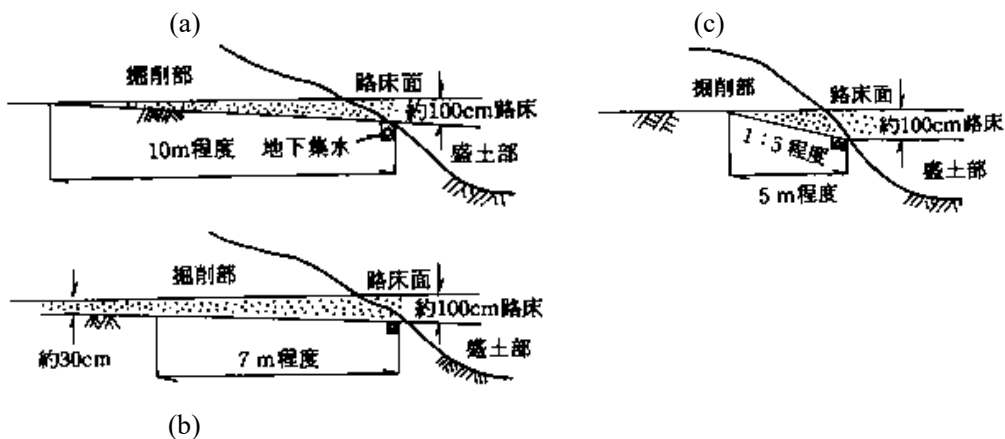 (a)
掘削部
路床面
約100cm路床
10m程度
地下集水
盛土部
(c)
掘削部
路床面
約100cm路床
1:5程度
盛土部
5m程度
掘削部
路床面
約100cm路床
約30cm
7m程度
盛土部
(b)